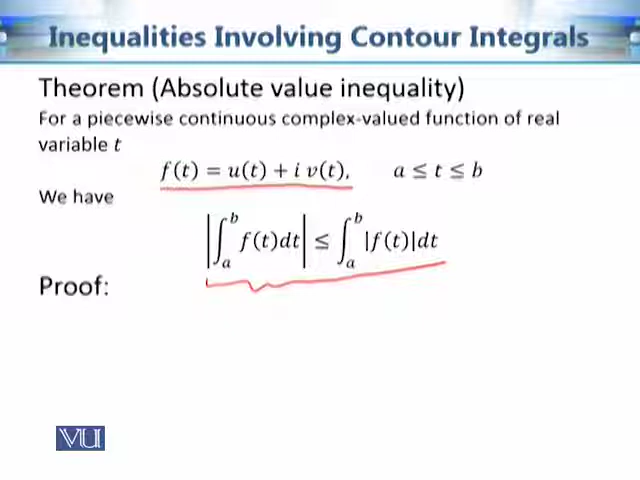 Inequalities Involving Contour Integrals
Theorem (Absolute value inequality)
For a piecewise continuous complex-valued function of real
variable t
f(t) = u(t) + i v(t), a ≤ t ≤ b
We have
|∫_a^b f(t)dt| ≤ ∫_a^b |f(t)|dt
Proof:
VU